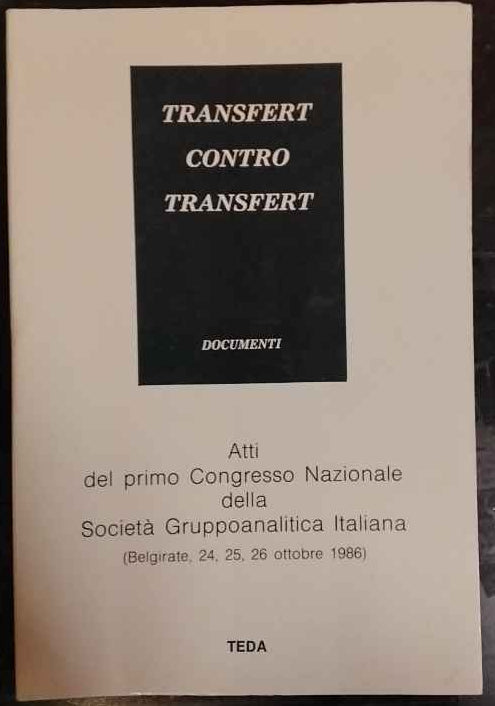 TRANSFERT
CONTRO
TRANSFERT
DOCUMENTI
Atti
del primo Congresso Nazionale
della
Società Gruppoanalitica Italiana
(Belgirate, 24, 25, 26 ottobre 1986)
TEDA